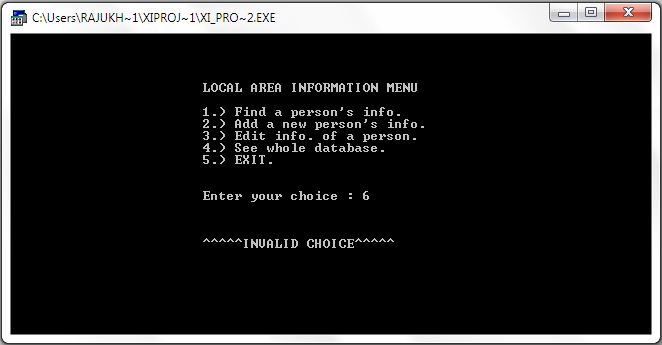 C:\Users\RAJUKH~1\XIPROJ~1\XI_PRO~2.EXE
LOCAL AREA INFORMATION MENU
1.) Find a person's info.
2.) Add a new person's info.
3.) Edit info. of a person.
4.) See whole database.
5.) EXIT.
Enter your choice : 6
^^^^^INVALID CHOICE^^^^^